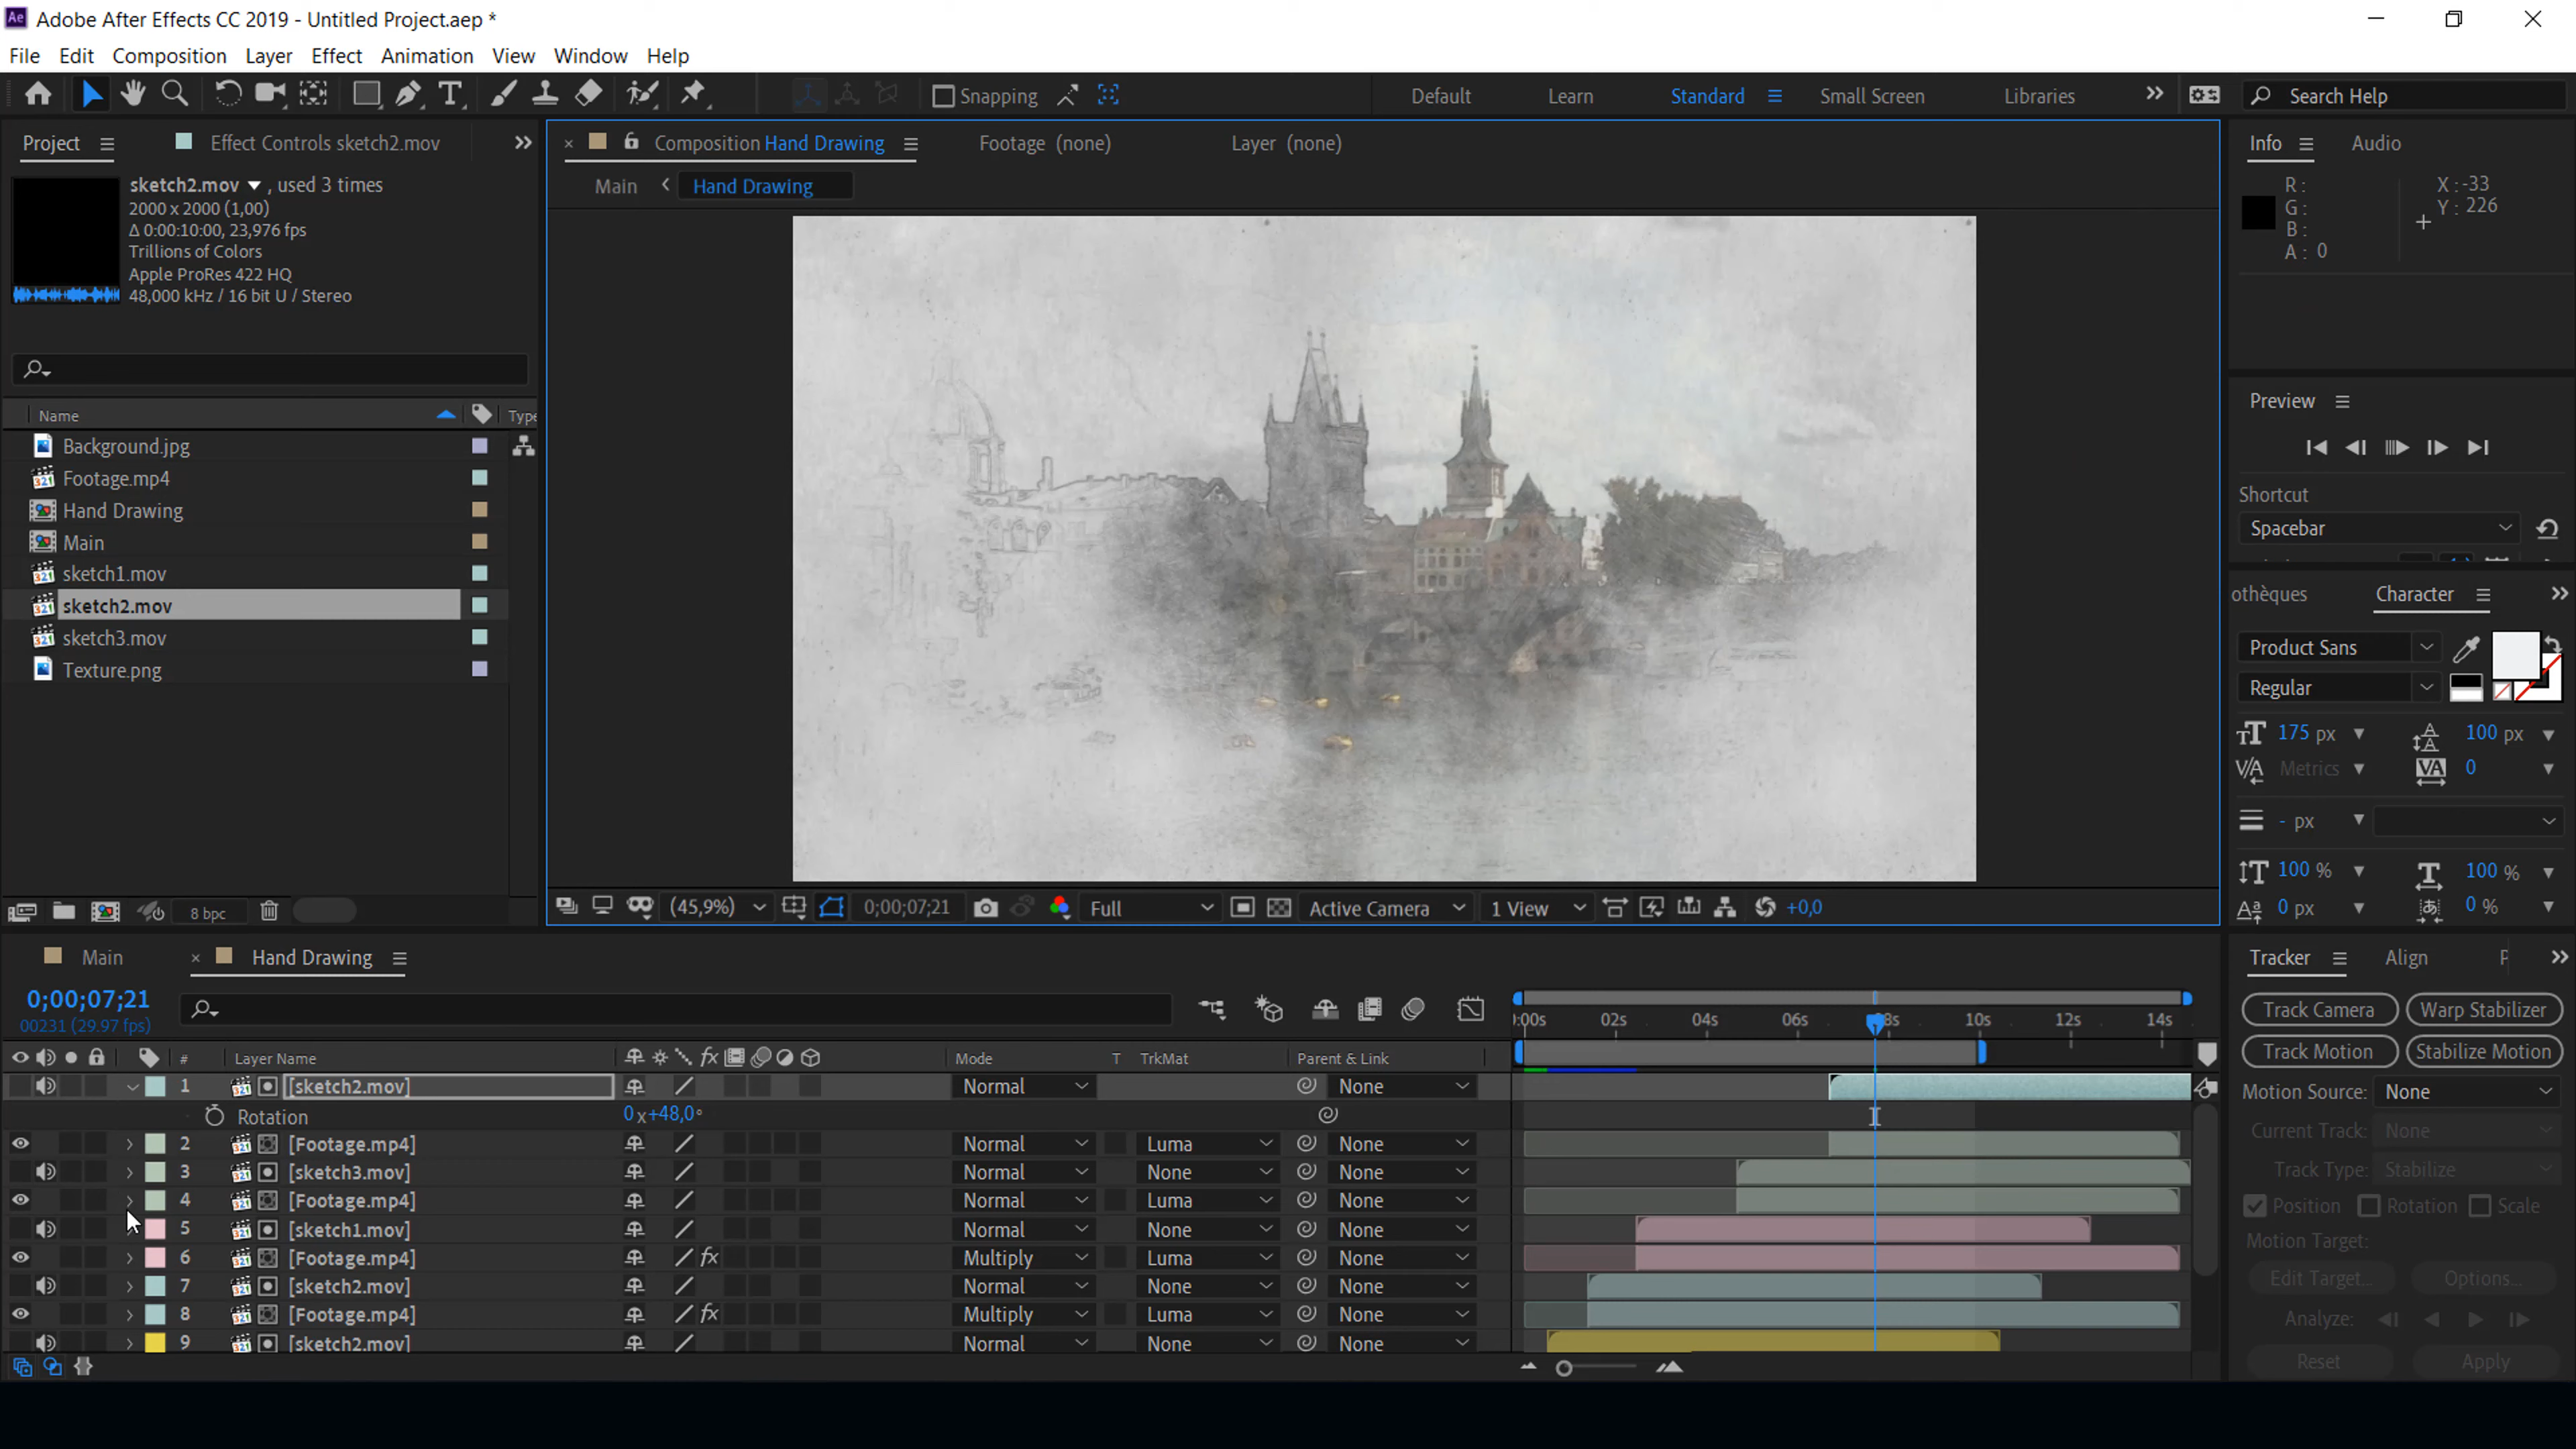 Adobe After Effects CC 2019 - Untitled Project.aep *
File Edit Composition Layer Effect Animation View Window Help
Snapping Default Learn Standard Small Screen Libraries Search Help
Project Effect Controls sketch2.mov
sketch2.mov , used 3 times
2000 x 2000 (1,00)
Δ 0:00:10:00, 23,976 fps
Trillions of Colors
Apple ProRes 422 HQ
48,000 kHz / 16 bit U / Stereo
Name Type
Background.jpg
Footage.mp4
Hand Drawing
Main
sketch1.mov
sketch2.mov
sketch3.mov
Texture.png
8 bpc
Composition Hand Drawing Footage (none) Layer (none)
Main Hand Drawing
(45,9%) 0;00;07;21 Full Active Camera 1 View +0,0
Info Audio
R :
G :
B :
A : 0
X : -33
Y : 226
Preview
Shortcut
Spacebar
othèques Character
Product Sans
Regular
175 px 100 px
Metrics 0
- px
100 % 100 %
0 px 0 %
Main Hand Drawing
0;00;07;21
00231 (29.97 fps)
:00s 02s 04s 06s 8s 10s 12s 14s
# Layer Name Mode T TrkMat Parent & Link
1 [sketch2.mov] Normal None
Rotation 0 x +48,0°
2 [Footage.mp4] Normal Luma None
3 [sketch3.mov] Normal None None
4 [Footage.mp4] Normal Luma None
5 [sketch1.mov] Normal None None
6 [Footage.mp4] Multiply Luma None
7 [sketch2.mov] Normal None None
8 [Footage.mp4] Multiply Luma None
9 [sketch2.mov] Normal None None
Tracker Align P
Track Camera Warp Stabilizer
Track Motion Stabilize Motion
Motion Source: None
Current Track: None
Track Type: Stabilize
Position Rotation Scale
Motion Target:
Edit Target... Options...
Analyze:
Reset Apply